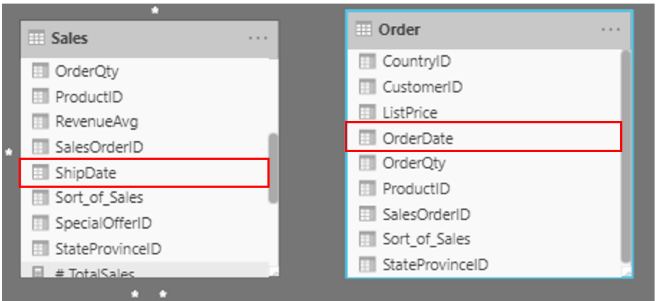 *
Sales ...
OrderQty
ProductID
RevenueAvg
SalesOrderID
*
ShipDate
Sort_of_Sales
SpecialOfferID
StateProvinceID
# TotalSales
* *
Order ...
CountryID
CustomerID
ListPrice
OrderDate
OrderQty
ProductID
SalesOrderID
Sort_of_Sales
StateProvinceID